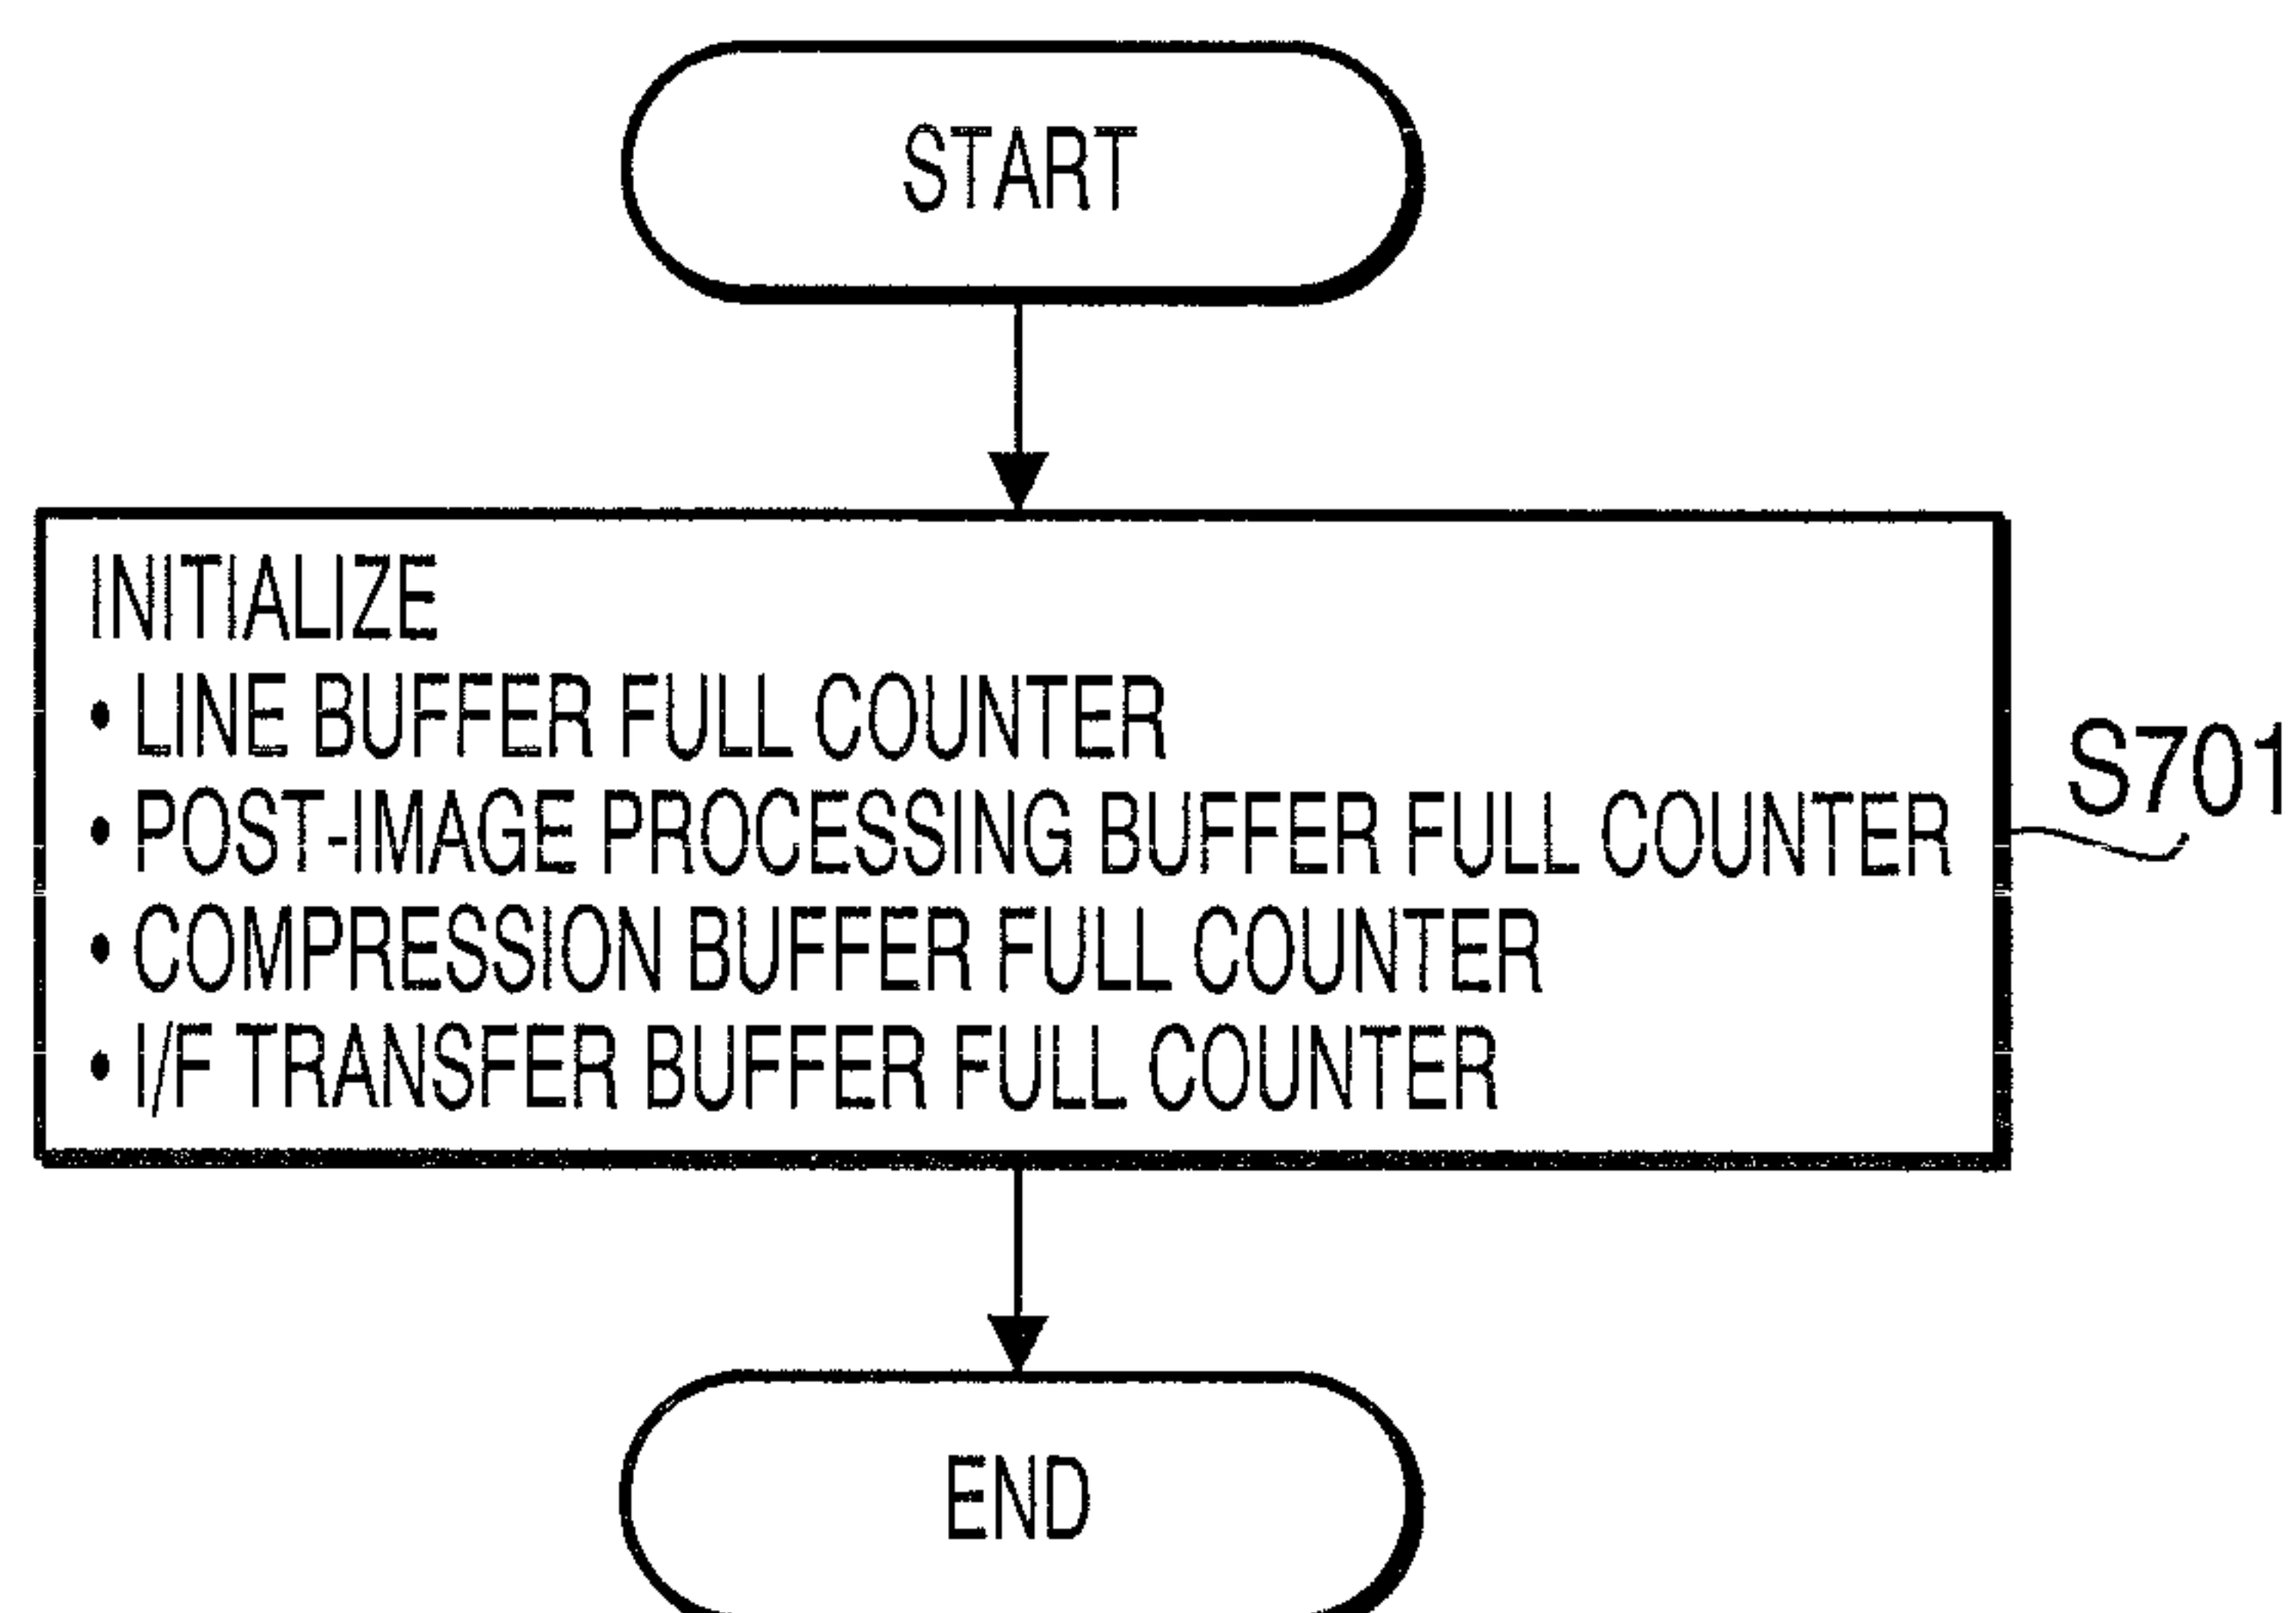 START
INITIALIZE
• LINE BUFFER FULL COUNTER
• POST-IMAGE PROCESSING BUFFER FULL COUNTER
• COMPRESSION BUFFER FULL COUNTER
• I/F TRANSFER BUFFER FULL COUNTER
S701
END